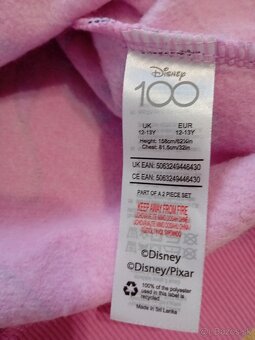 Disney
100
UK EUR
12-13Y 12-13Y
Height: 158cm/62¼in
Chest: 81.5cm/32in
UK EAN: 5063249446430
CE EAN: 5063249446430
PART OF A 2 PIECE SET
KEEP AWAY FROM FIRE
©Disney
©Disney/Pixar
100% of the polyester
used in this label is
recycled
Made in Sri Lanka